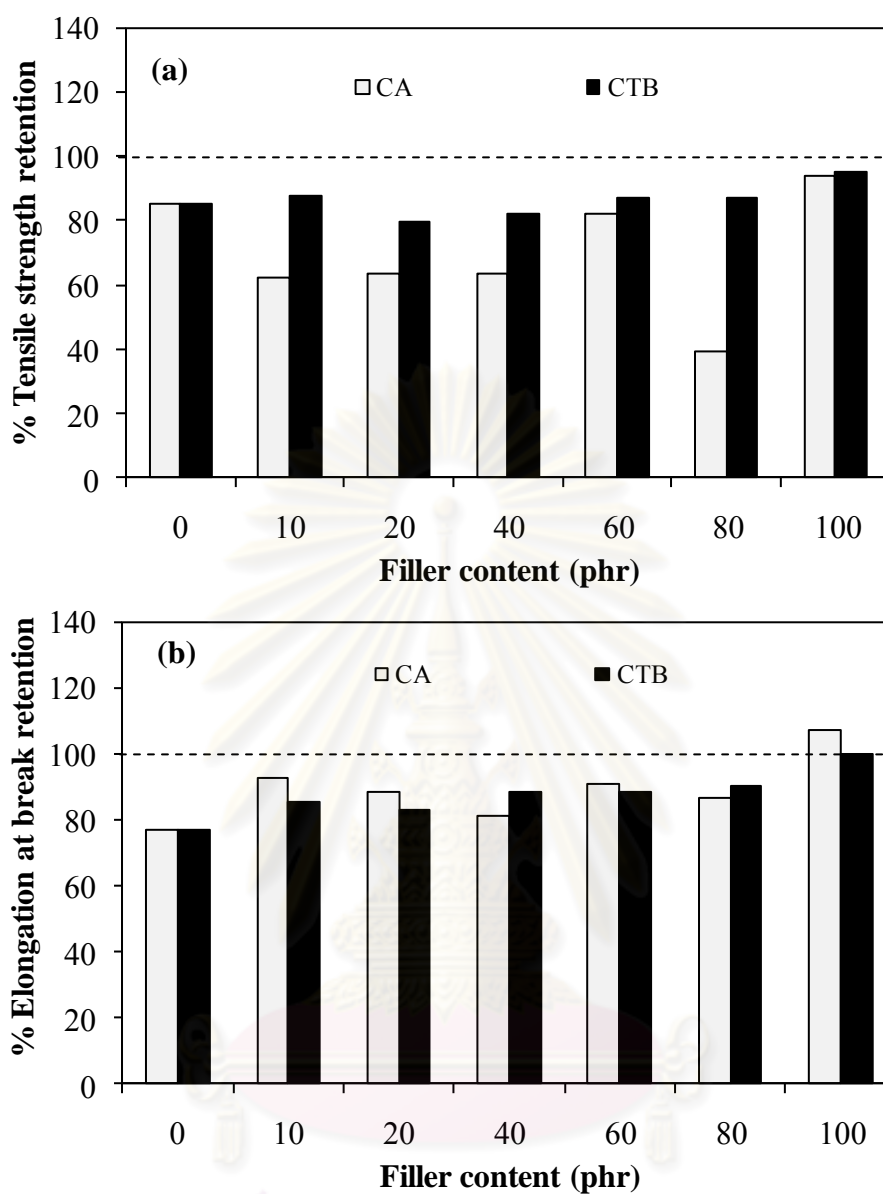 140
(a)
CA CTB
120
100
80
60
40
20
0
% Tensile strength retention
0 10 20 40 60 80 100
Filler content (phr)
140
(b)
CA CTB
120
100
80
60
40
20
0
% Elongation at break retention
0 10 20 40 60 80 100
Filler content (phr)